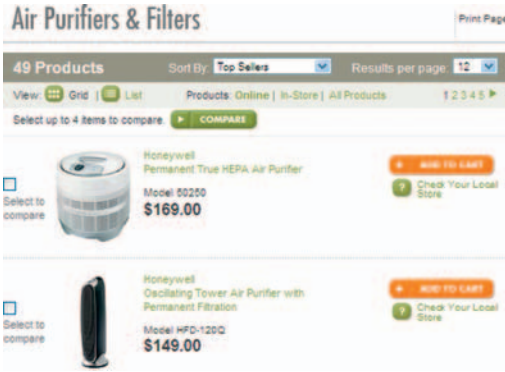 Air Purifiers & Filters
Print Page
49 Products Sort By: Top Sellers Results per page: 12
View: Grid | List Products: Online | In-Store | All Products 1 2 3 4 5
Select up to 4 items to compare. COMPARE
Honeywell
Permanent True HEPA Air Purifier
Model 50250
$169.00
Select to
compare
ADD TO CART
Check Your Local
Store
Honeywell
Oscillating Tower Air Purifier with
Permanent Filtration
Model HFD-120Q
$149.00
Select to
compare
ADD TO CART
Check Your Local
Store